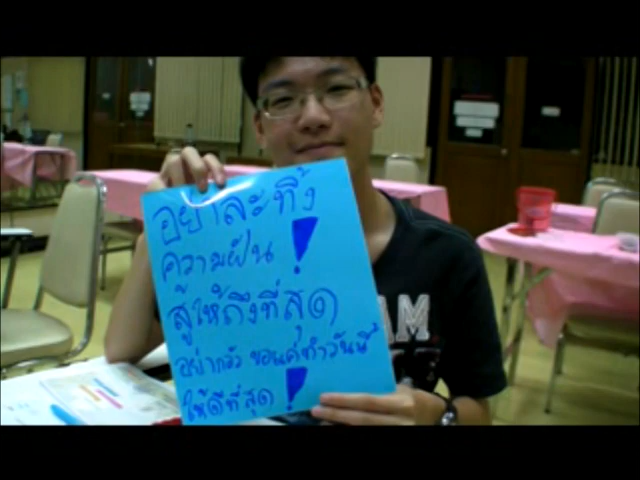 อย่าละทิ้ง
ความฝัน !
สู้ให้ถึงที่สุด
อย่ากลัว ขอแค่ทำวันนี้
ให้ดีที่สุด !
AM